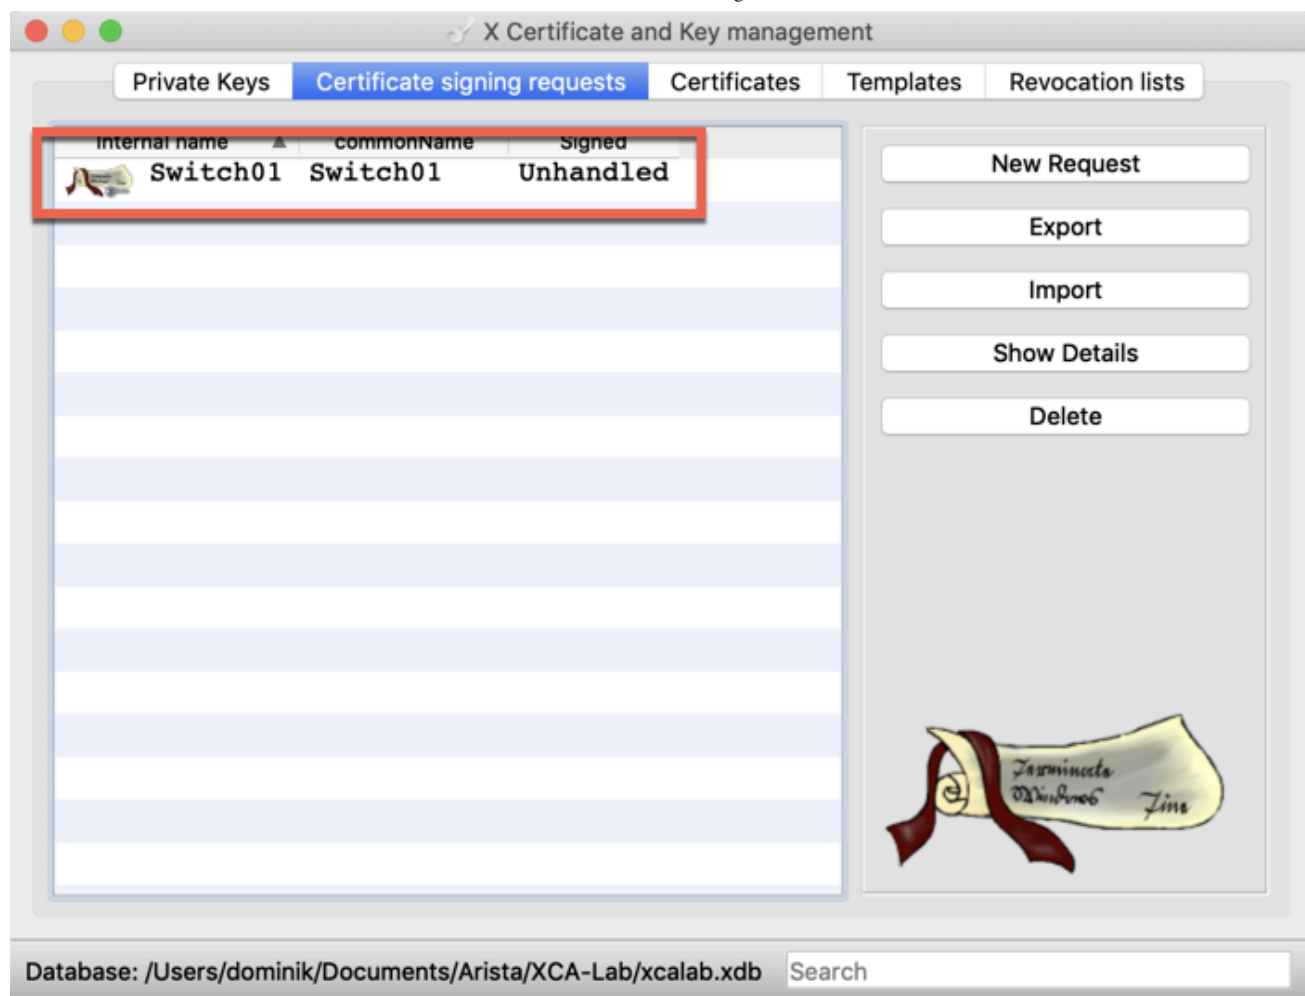 X Certificate and Key management
Private Keys Certificate signing requests Certificates Templates Revocation lists
Internal name commonName Signed
Switch01 Switch01 Unhandled
New Request
Export
Import
Show Details
Delete
Database: /Users/dominik/Documents/Arista/XCA-Lab/xcalab.xdb Search